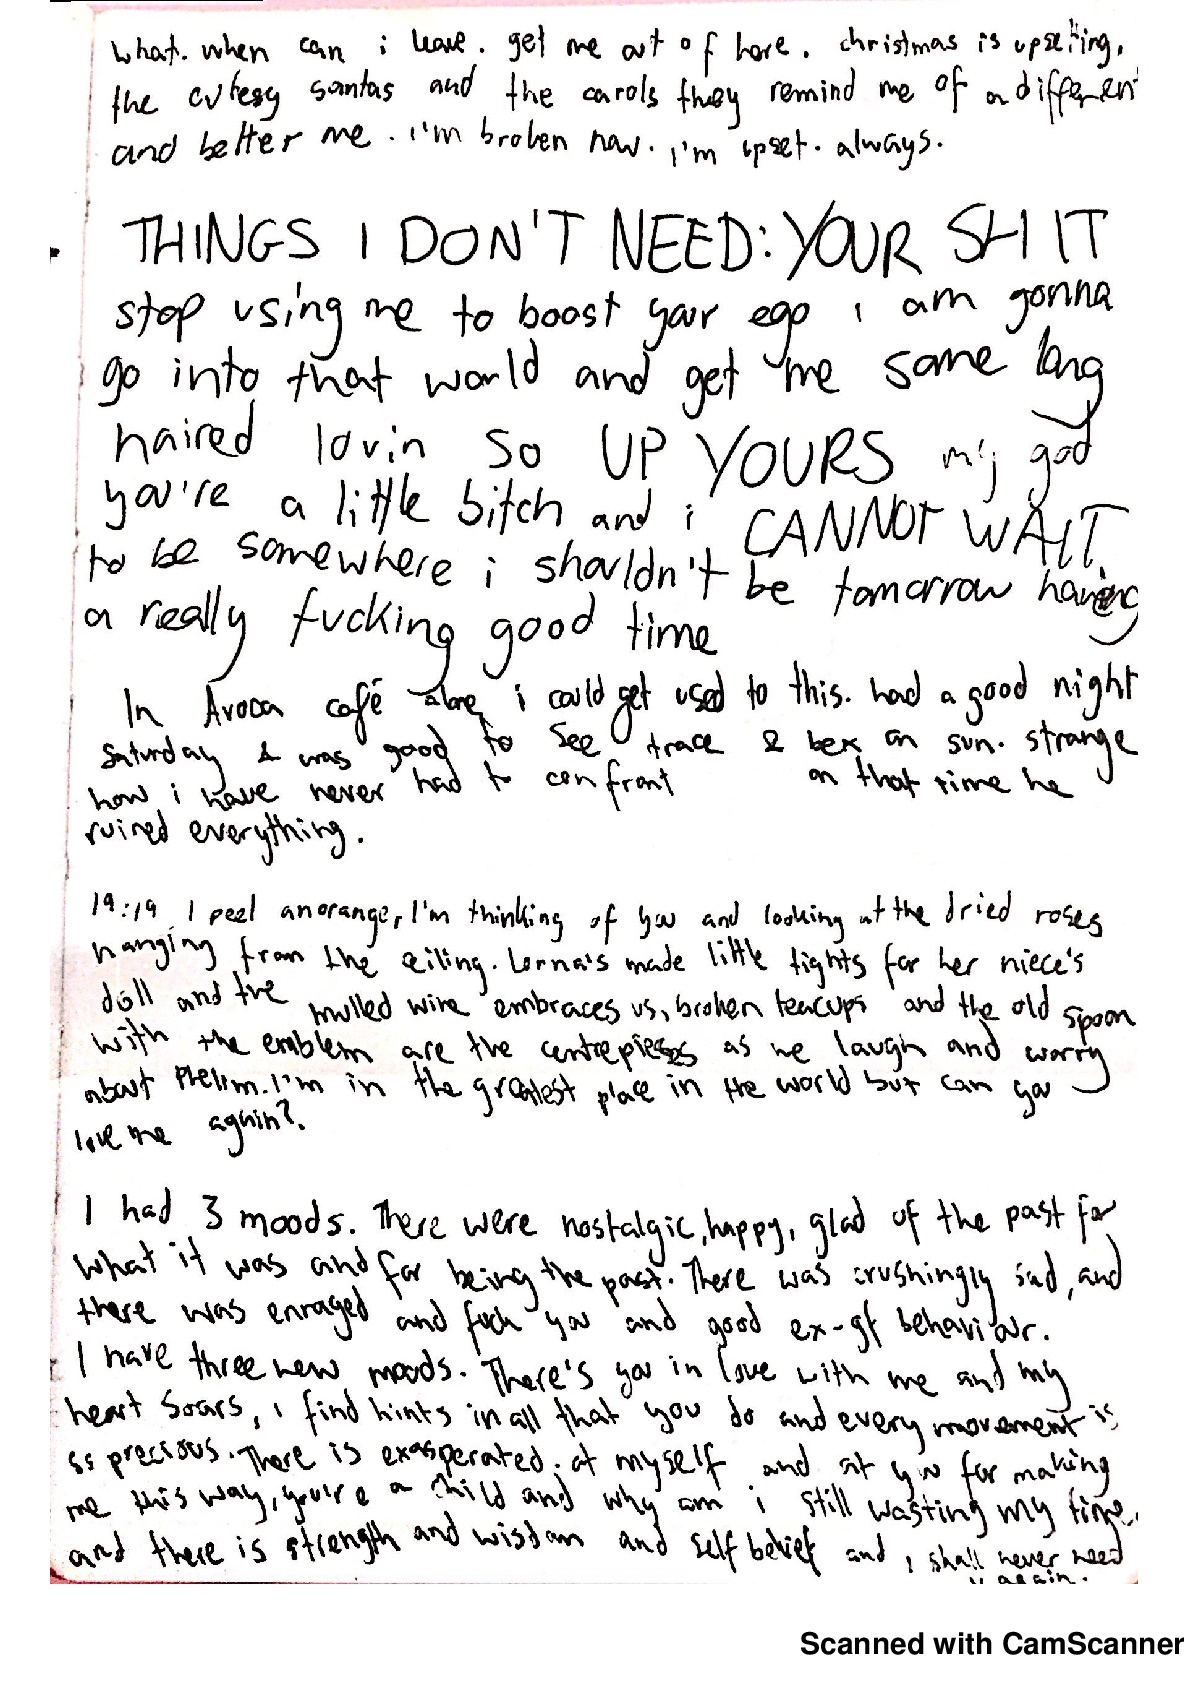 what. when can i leave. get me out of here. christmas is upsetting,
the cutesy santas and the carols they remind me of a different
and better me. i'm broken now. i'm upset. always.
THINGS I DON'T NEED: YOUR SHIT
stop using me to boost your ego i am gonna
go into that world and get me some long
haired lovin so UP YOURS my god
you're a little bitch and i CANNOT WAIT
to be somewhere i shouldn't be tomorrow having
a really fucking good time
In Avoca café alone, i could get used to this. had a good night
saturday & was good to see trace & bex on sun. strange
how i have never had to confront on that time he
ruined everything.
19:19 I peel an orange, I'm thinking of you and looking at the dried roses
hanging from the ceiling. Lorna's made little tights for her niece's
doll and the mulled wine embraces us, broken teacups and the old spoon
with the emblem are the centrepieces as we laugh and worry
about Phelim. I'm in the greatest place in the world but can you
love me again?
I had 3 moods. There were nostalgic, happy, glad of the past for
what it was and for being the past. There was crushingly sad, and
there was enraged and fuck you and good ex-gf behaviour.
I have three new moods. There's you in love with me and my
heart soars, i find hints in all that you do and every movement is
so precious. There is exasperated. at myself and at you for making
me this way, you're a child and why am i still wasting my time.
and there is strength and wisdom and self belief and i shall never need
u again.
Scanned with CamScanner